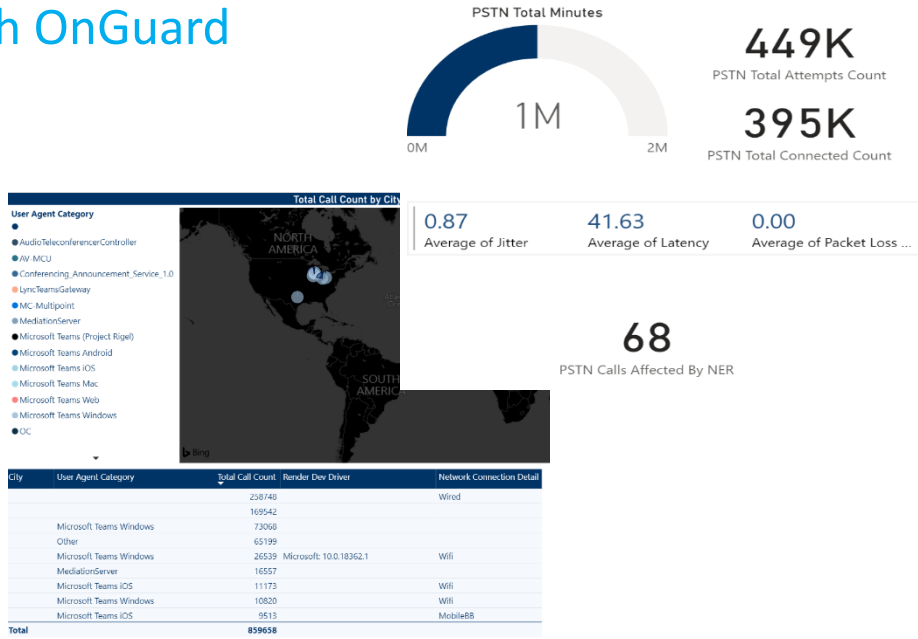 h OnGuard
PSTN Total Minutes
1M
0M
2M
449K
PSTN Total Attempts Count
395K
PSTN Total Connected Count
0.87
Average of Jitter
41.63
Average of Latency
0.00
Average of Packet Loss ...
68
PSTN Calls Affected By NER
Total Call Count by City
User Agent Category
AudioTeleconferencerController
AV-MCU
Conferencing_Announcement_Service_1.0
LyncTeamsGateway
MC-Multipoint
MediationServer
Microsoft Teams (Project Rigel)
Microsoft Teams Android
Microsoft Teams iOS
Microsoft Teams Mac
Microsoft Teams Web
Microsoft Teams Windows
OC
NORTH
AMERICA
SOUTH
AMERICA
Bing
City User Agent Category Total Call Count Render Dev Driver Network Connection Detail
258748 Wired
169542
Microsoft Teams Windows 73068
Other 65199
Microsoft Teams Windows 26539 Microsoft: 10.0.18362.1 Wifi
MediationServer 16557
Microsoft Teams iOS 11173 Wifi
Microsoft Teams Windows 10820 Wifi
Microsoft Teams iOS 9513 MobileBB
Total 859658